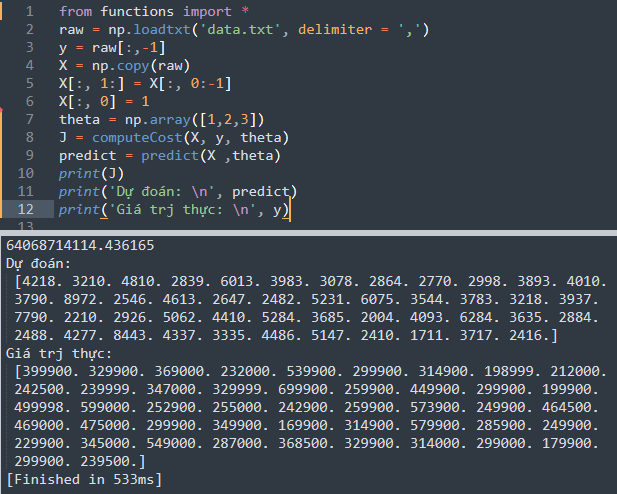 1 from functions import *
2 raw = np.loadtxt('data.txt', delimiter = ',')
3 y = raw[:,-1]
4 X = np.copy(raw)
5 X[:, 1:] = X[:, 0:-1]
6 X[:, 0] = 1
7 theta = np.array([1,2,3])
8 J = computeCost(X, y, theta)
9 predict = predict(X ,theta)
10 print(J)
11 print('Dự đoán: \n', predict)
12 print('Giá trị thực: \n', y)
13
64068714114.436165
Dự đoán:
[4218. 3210. 4810. 2839. 6013. 3983. 3078. 2864. 2770. 2998. 3893. 4010.
3790. 8972. 2546. 4613. 2647. 2482. 5231. 6075. 3544. 3783. 3218. 3937.
7790. 2210. 2926. 5062. 4410. 5284. 3685. 2004. 4093. 6284. 3635. 2884.
2488. 4277. 8443. 4337. 3335. 4486. 5147. 2410. 1711. 3717. 2416.]
Giá trị thực:
[399900. 329900. 369000. 232000. 539900. 299900. 314900. 198999. 212000.
242500. 239999. 347000. 329999. 699900. 259900. 449900. 299900. 199900.
499998. 599000. 252900. 255000. 242900. 259900. 573900. 249900. 464500.
469000. 475000. 299900. 349900. 169900. 314900. 579900. 285900. 249900.
229900. 345000. 549000. 287000. 368500. 329900. 314000. 299000. 179900.
299900. 239500.]
[Finished in 533ms]